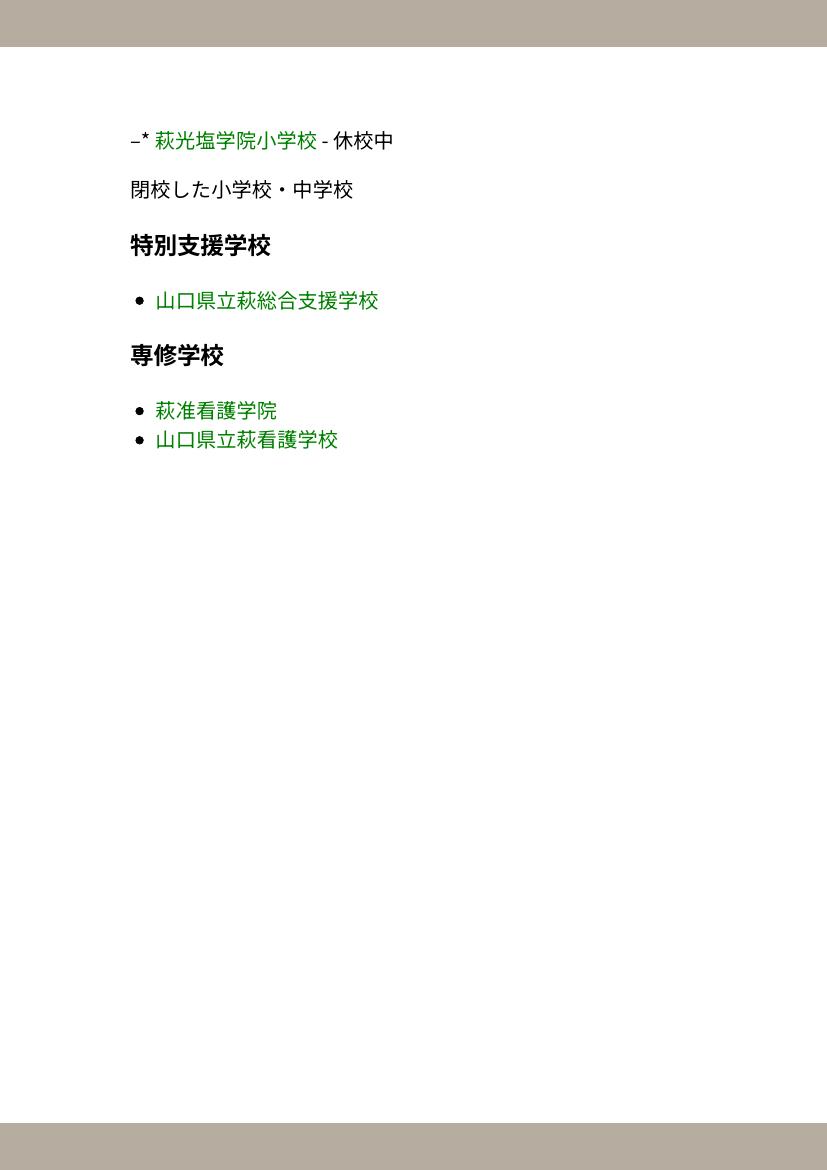 –* 萩光塩学院小学校 - 休校中
閉校した小学校・中学校
特別支援学校
• 山口県立萩総合支援学校
専修学校
• 萩准看護学院
• 山口県立萩看護学校